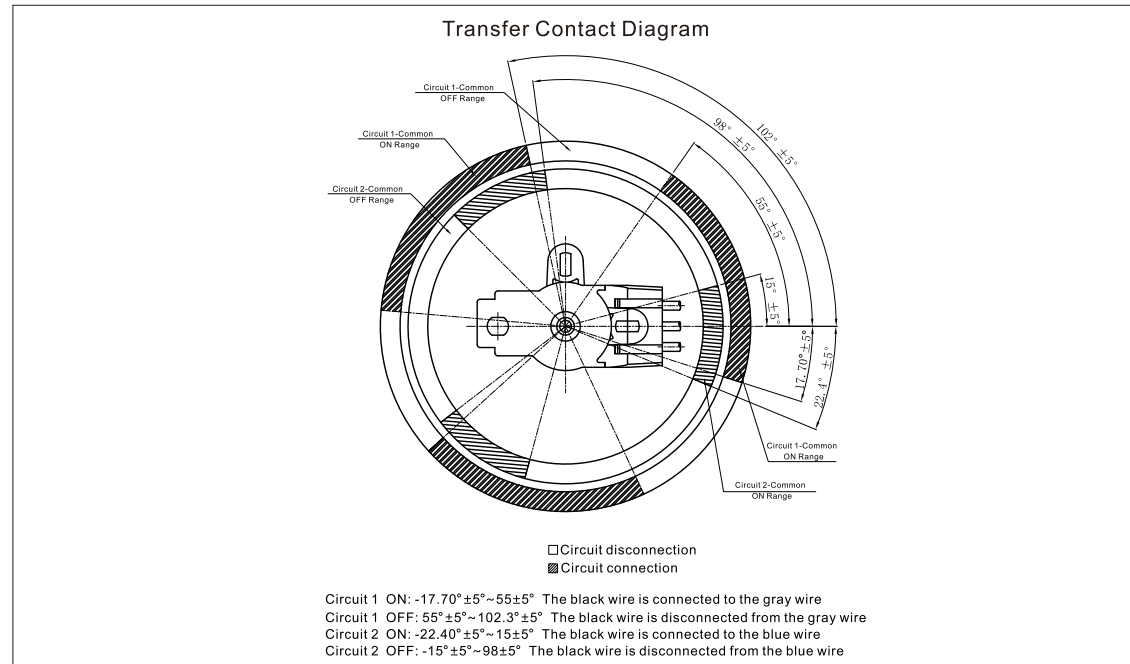 Transfer Contact Diagram
Circuit 1-Common
OFF Range
Circuit 1-Common
ON Range
Circuit 2-Common
OFF Range
98° ±5°
102° ±5°
55° ±5°
15° ±5°
17.70°±5°
22.4° ±5°
Circuit 1-Common
ON Range
Circuit 2-Common
ON Range
Circuit disconnection
Circuit connection
Circuit 1 ON: -17.70°±5°~55±5° The black wire is connected to the gray wire
Circuit 1 OFF: 55°±5°~102.3°±5° The black wire is disconnected from the gray wire
Circuit 2 ON: -22.40°±5°~15±5° The black wire is connected to the blue wire
Circuit 2 OFF: -15°±5°~98±5° The black wire is disconnected from the blue wire